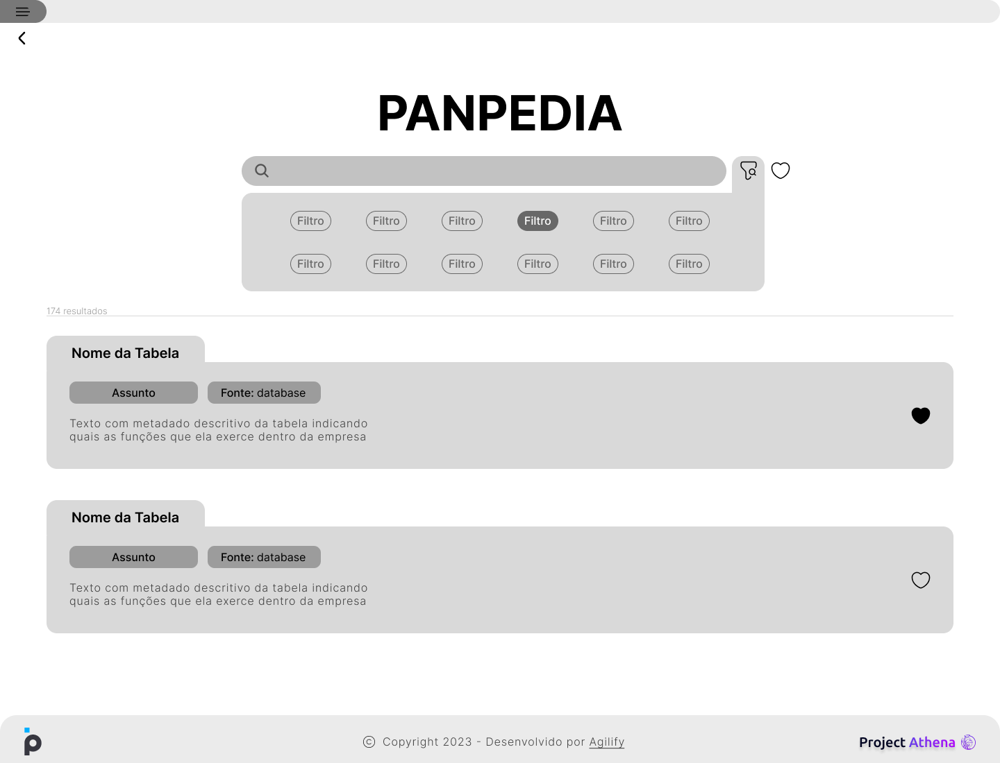 PANPEDIA
Filtro Filtro Filtro Filtro Filtro Filtro
Filtro Filtro Filtro Filtro Filtro Filtro
174 resultados
Nome da Tabela
Assunto Fonte: database
Texto com metadado descritivo da tabela indicando
quais as funções que ela exerce dentro da empresa
Nome da Tabela
Assunto Fonte: database
Texto com metadado descritivo da tabela indicando
quais as funções que ela exerce dentro da empresa
p © Copyright 2023 - Desenvolvido por Agilify Project Athena